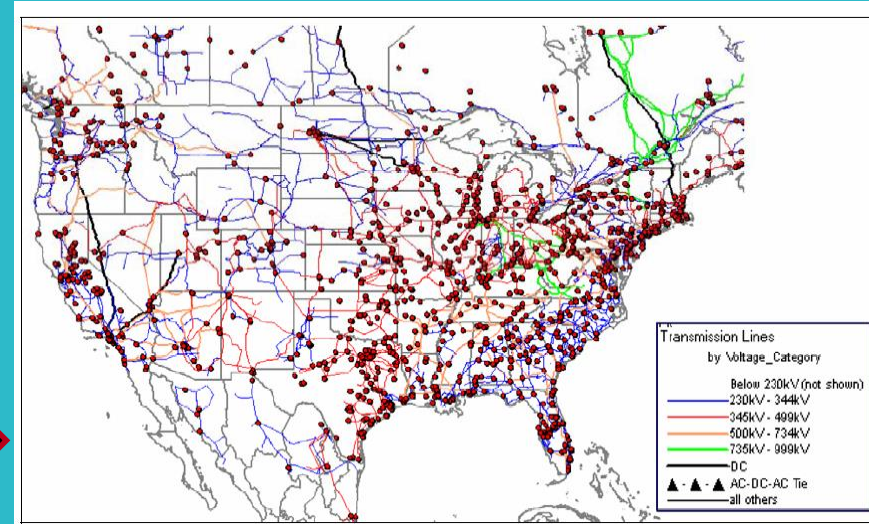 Transmission Lines
by Voltage_Category
Below 230kV (not shown)
230kV - 344kV
345kV - 499kV
500kV - 734kV
735kV - 999kV
DC
AC-DC-AC Tie
all others